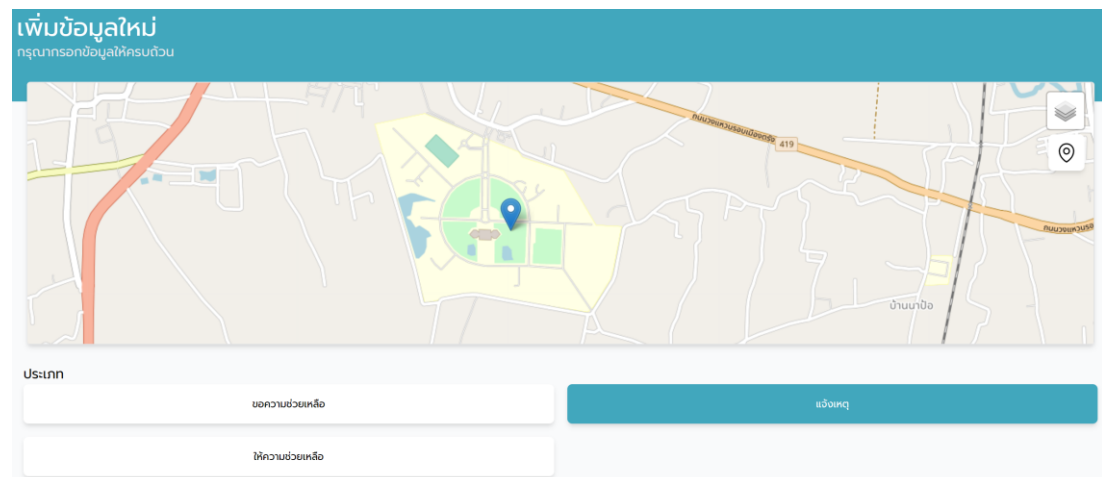 เพิ่มข้อมูลใหม่
กรุณากรอกข้อมูลให้ครบถ้วน
ถนนวงแหวนรอบเมืองตรัง
419
ถนนวงแหวนรอ
บ้านนาป้อ
ประเภท
ขอความช่วยเหลือ
แจ้งเหตุ
ให้ความช่วยเหลือ